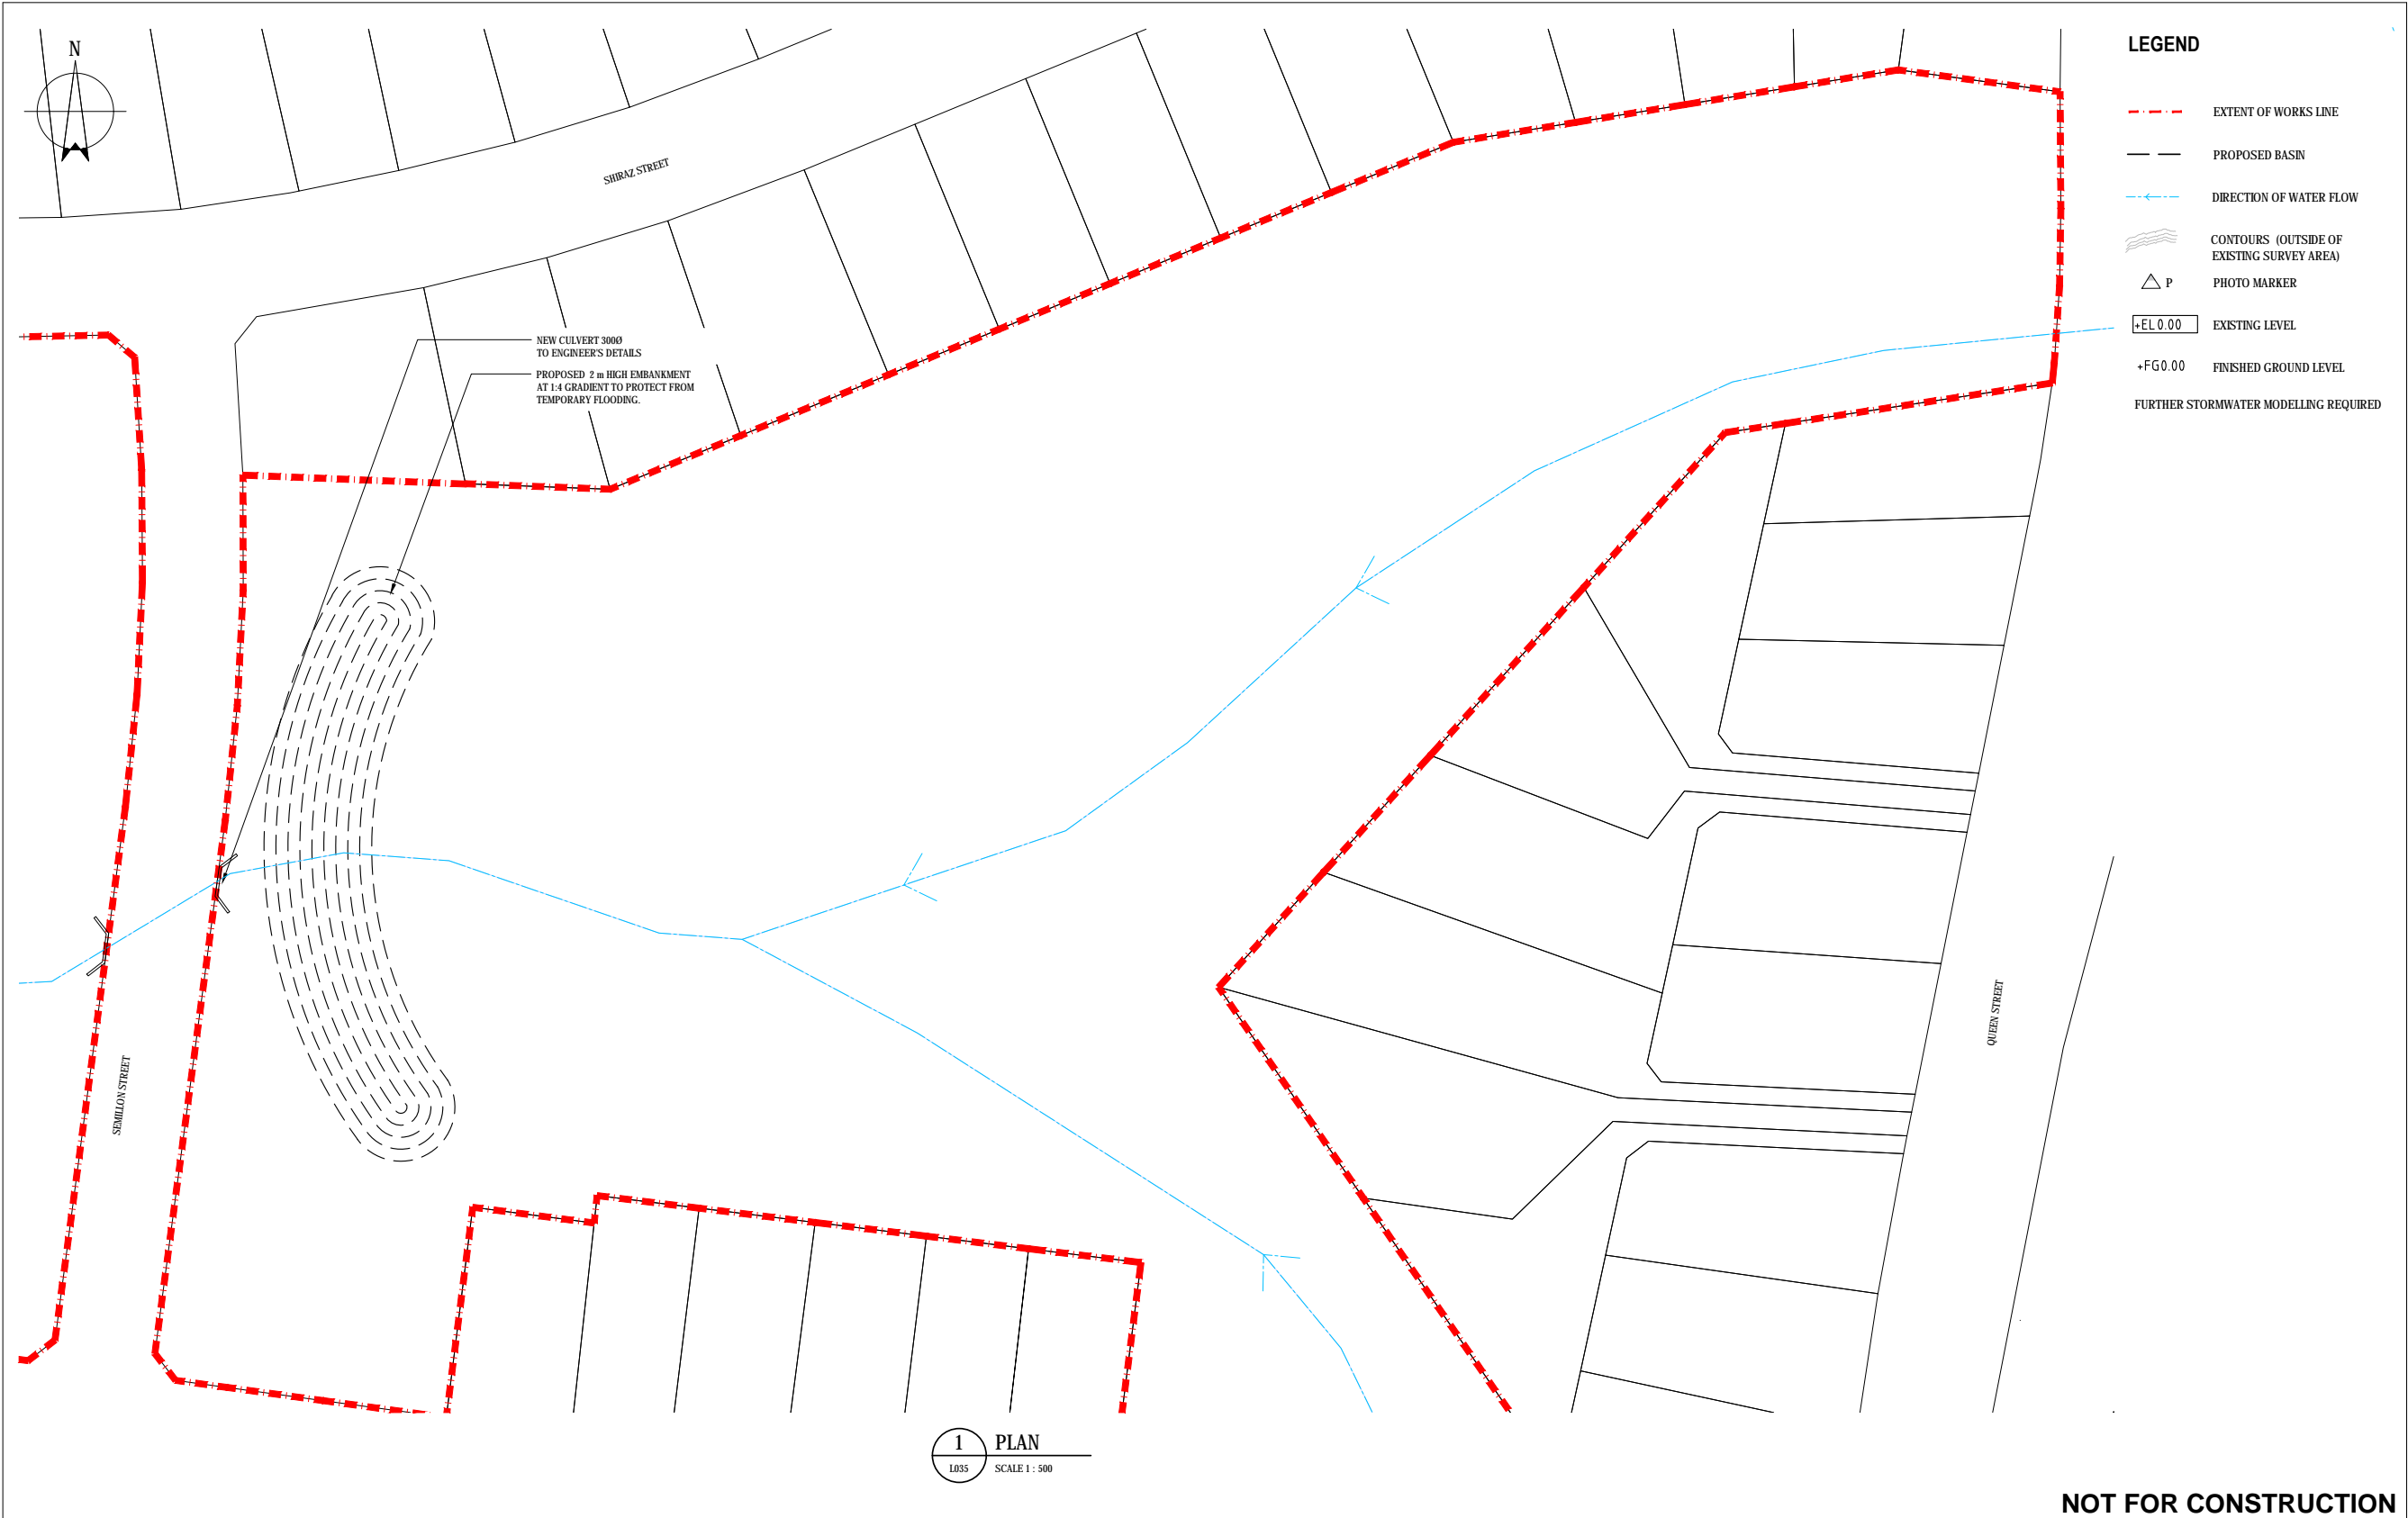 N
SHIRAZ STREET
NEW CULVERT 300Ø
TO ENGINEER'S DETAILS
PROPOSED 2 m HIGH EMBANKMENT
AT 1:4 GRADIENT TO PROTECT FROM
TEMPORARY FLOODING.
SEMILLON STREET
QUEEN STREET
LEGEND
EXTENT OF WORKS LINE
PROPOSED BASIN
DIRECTION OF WATER FLOW
CONTOURS (OUTSIDE OF
EXISTING SURVEY AREA)
P PHOTO MARKER
+EL0.00 EXISTING LEVEL
+FG0.00 FINISHED GROUND LEVEL
FURTHER STORMWATER MODELLING REQUIRED
1 PLAN
L035 SCALE 1 : 500
NOT FOR CONSTRUCTION